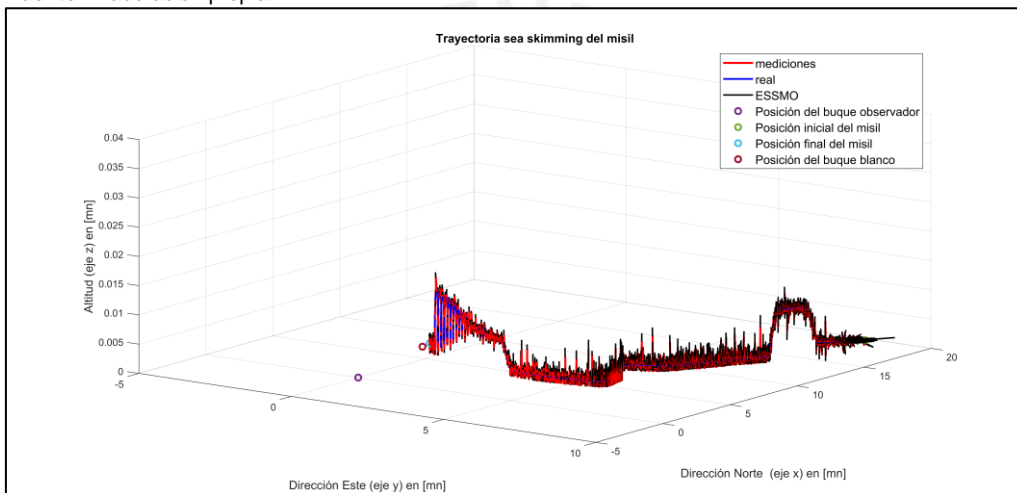 Trayectoria sea skimming del misil
mediciones
real
ESSMO
Posición del buque observador
Posición inicial del misil
Posición final del misil
Posición del buque blanco
0.04
0.035
0.03
0.025
0.02
0.015
0.01
0.005
0
Altitud (eje z) en [mn]
-5
0
5
10
Dirección Este (eje y) en [mn]
-5
0
5
10
15
20
Dirección Norte (eje x) en [mn]